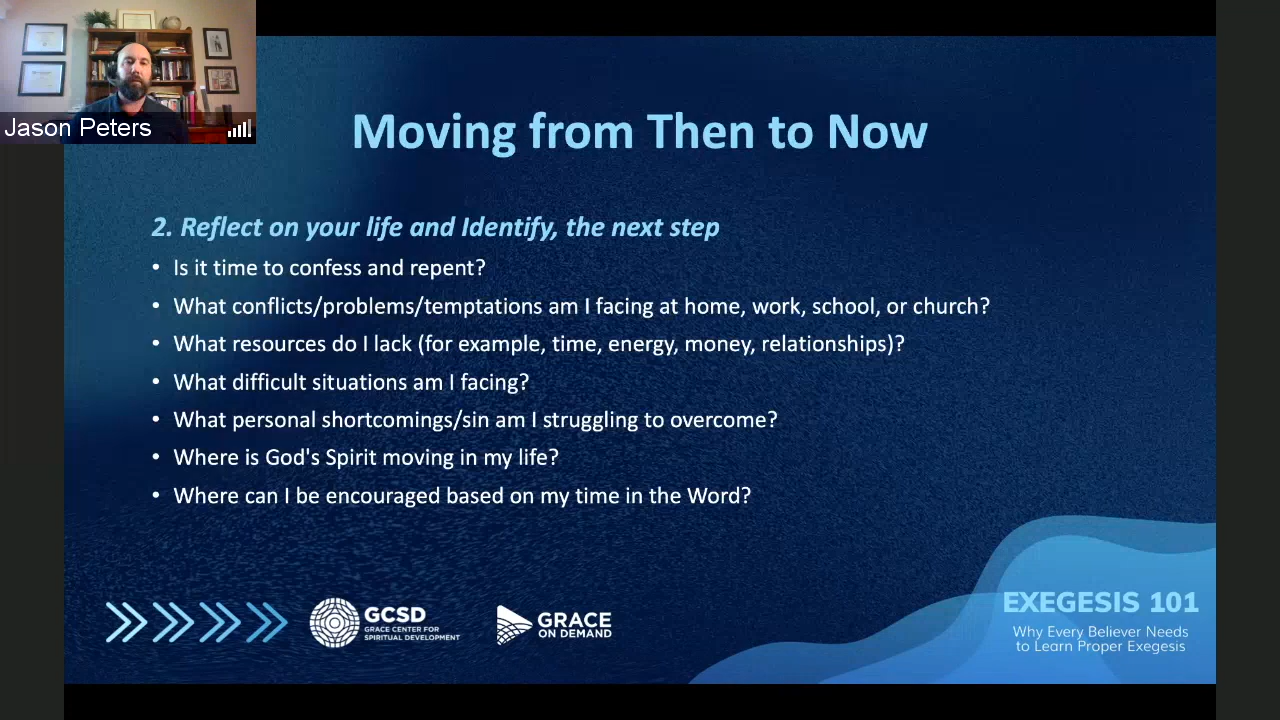 Jason Peters
Moving from Then to Now
2. Reflect on your life and Identify, the next step
• Is it time to confess and repent?
• What conflicts/problems/temptations am I facing at home, work, school, or church?
• What resources do I lack (for example, time, energy, money, relationships)?
• What difficult situations am I facing?
• What personal shortcomings/sin am I struggling to overcome?
• Where is God's Spirit moving in my life?
• Where can I be encouraged based on my time in the Word?
GCSD
GRACE CENTER FOR
SPIRITUAL DEVELOPMENT
GRACE
ON DEMAND
EXEGESIS 101
Why Every Believer Needs
to Learn Proper Exegesis